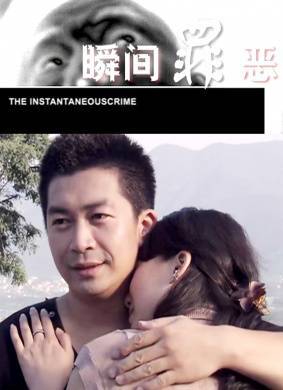 瞬间罪恶
THE INSTANTANEOUSCRIME